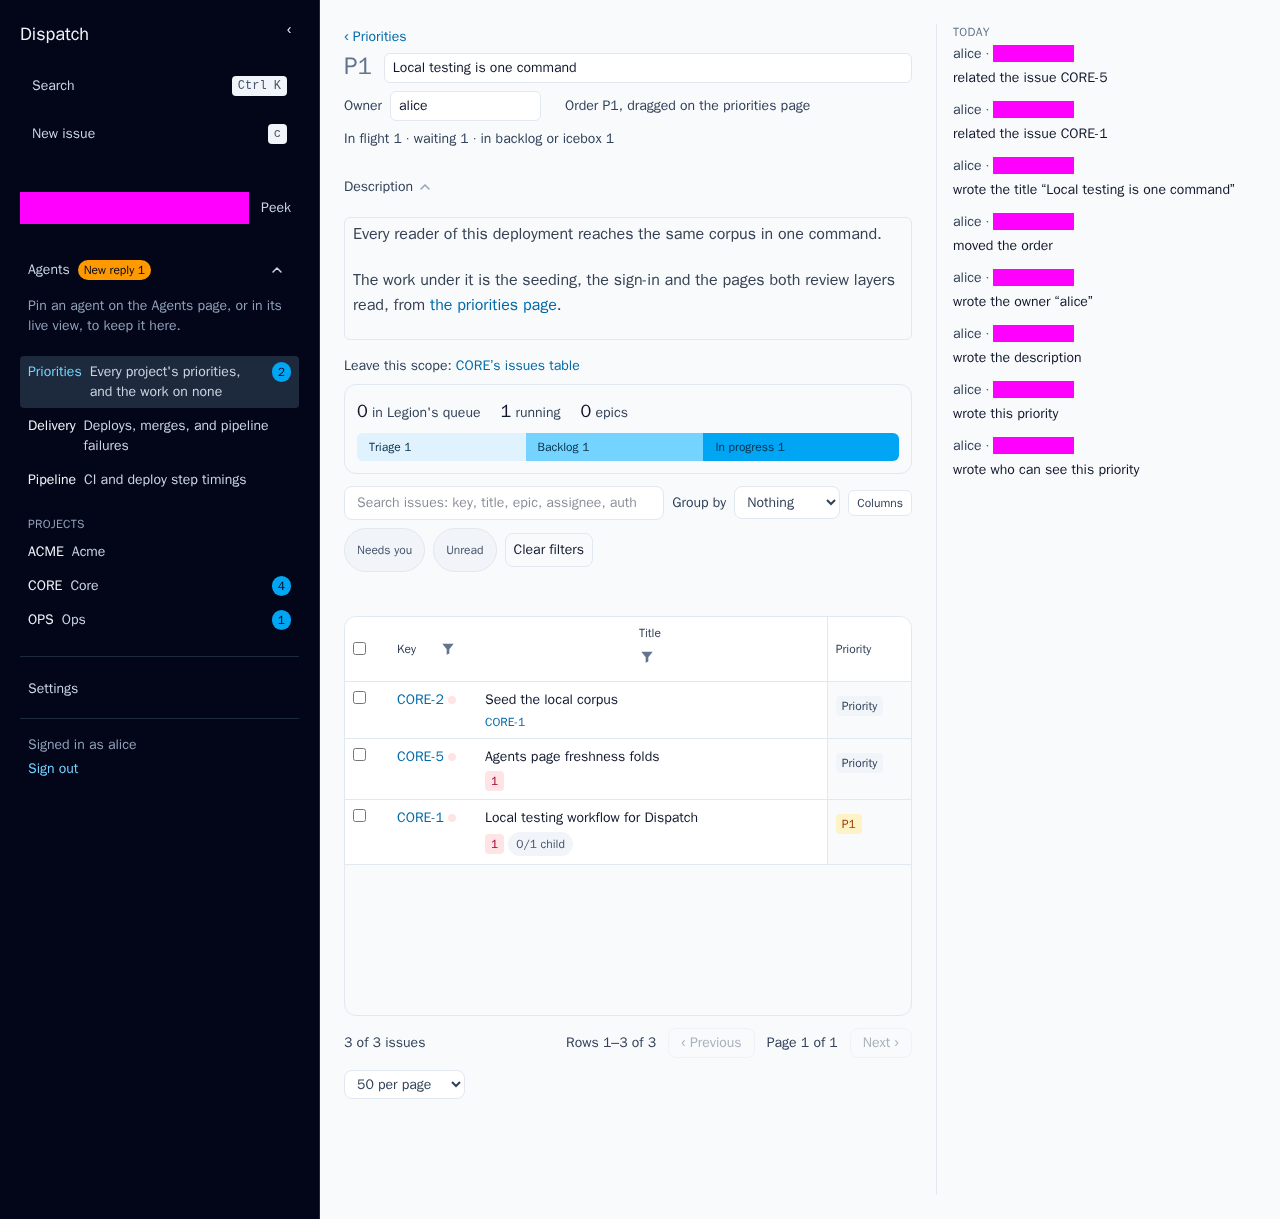 Dispatch
‹
Search
Ctrl K
New issue
C
Peek
Agents
New reply 1
Pin an agent on the Agents page, or in its
live view, to keep it here.
Priorities
Every project's priorities,
and the work on none
2
Delivery
Deploys, merges, and pipeline
failures
Pipeline
CI and deploy step timings
PROJECTS
ACME Acme
CORE Core
4
OPS Ops
1
Settings
Signed in as alice
Sign out
‹ Priorities
P1
Local testing is one command
Owner
alice
Order P1, dragged on the priorities page
In flight 1 · waiting 1 · in backlog or icebox 1
Description
Every reader of this deployment reaches the same corpus in one command.
The work under it is the seeding, the sign-in and the pages both review layers
read, from the priorities page.
Leave this scope: CORE’s issues table
0 in Legion's queue
1 running
0 epics
Triage 1
Backlog 1
In progress 1
Search issues: key, title, epic, assignee, auth
Group by
Nothing
Columns
Needs you
Unread
Clear filters
Key
Title
Priority
CORE-2
Seed the local corpus
CORE-1
Priority
CORE-5
Agents page freshness folds
1
Priority
CORE-1
Local testing workflow for Dispatch
1
0/1 child
P1
3 of 3 issues
Rows 1–3 of 3
‹ Previous
Page 1 of 1
Next ›
50 per page
TODAY
alice ·
related the issue CORE-5
alice ·
related the issue CORE-1
alice ·
wrote the title “Local testing is one command”
alice ·
moved the order
alice ·
wrote the owner “alice”
alice ·
wrote the description
alice ·
wrote this priority
alice ·
wrote who can see this priority